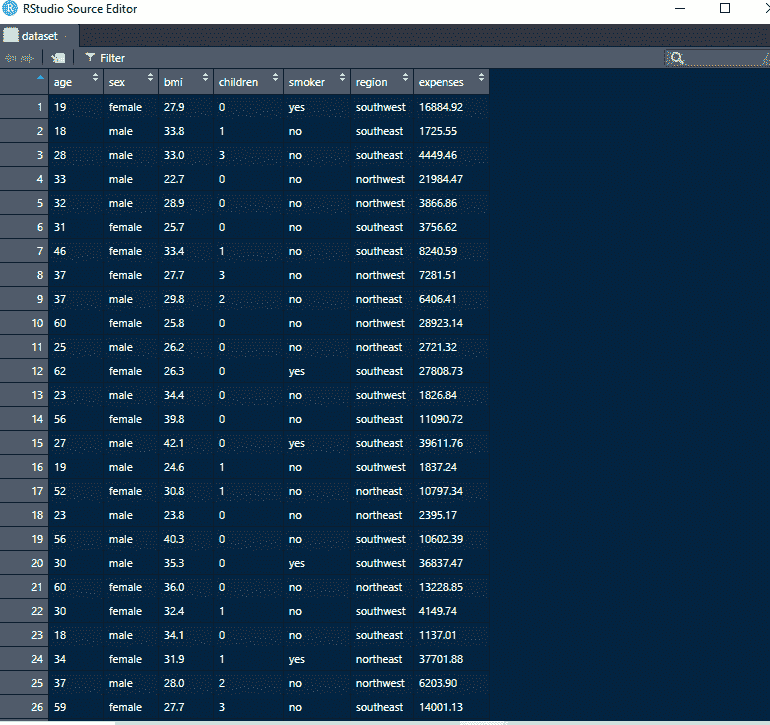 RStudio Source Editor
dataset
Filter
age sex bmi children smoker region expenses
1 19 female 27.9 0 yes southwest 16884.92
2 18 male 33.8 1 no southeast 1725.55
3 28 male 33.0 3 no southeast 4449.46
4 33 male 22.7 0 no northwest 21984.47
5 32 male 28.9 0 no northwest 3866.86
6 31 female 25.7 0 no southeast 3756.62
7 46 female 33.4 1 no southeast 8240.59
8 37 female 27.7 3 no northwest 7281.51
9 37 male 29.8 2 no northeast 6406.41
10 60 female 25.8 0 no northwest 28923.14
11 25 male 26.2 0 no northeast 2721.32
12 62 female 26.3 0 yes southeast 27808.73
13 23 male 34.4 0 no southwest 1826.84
14 56 female 39.8 0 no southeast 11090.72
15 27 male 42.1 0 yes southeast 39611.76
16 19 male 24.6 1 no southwest 1837.24
17 52 female 30.8 1 no northeast 10797.34
18 23 male 23.8 0 no northeast 2395.17
19 56 male 40.3 0 no southwest 10602.39
20 30 male 35.3 0 yes southwest 36837.47
21 60 female 36.0 0 no northeast 13228.85
22 30 female 32.4 1 no southwest 4149.74
23 18 male 34.1 0 no southeast 1137.01
24 34 female 31.9 1 yes northeast 37701.88
25 37 male 28.0 2 no northwest 6203.90
26 59 female 27.7 3 no southeast 14001.13